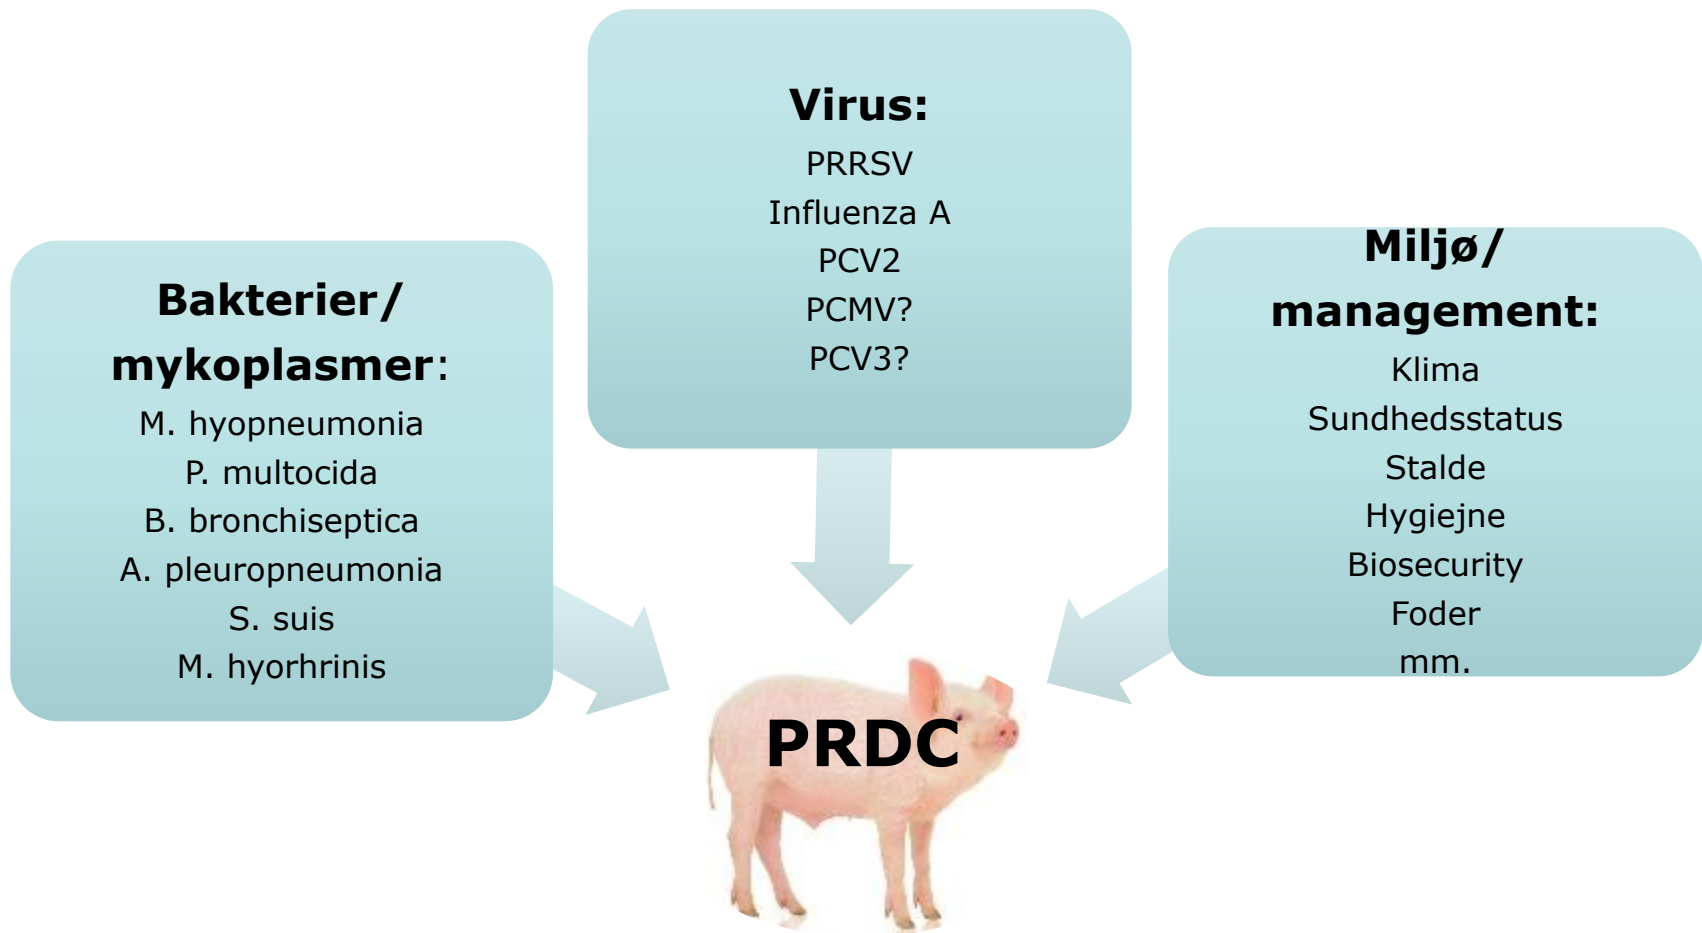 Bakterier/
mykoplasmer:
M. hyopneumonia
P. multocida
B. bronchiseptica
A. pleuropneumonia
S. suis
M. hyorhrinis
Virus:
PRRSV
Influenza A
PCV2
PCMV?
PCV3?
Miljø/
management:
Klima
Sundhedsstatus
Stalde
Hygiejne
Biosecurity
Foder
mm.
PRDC